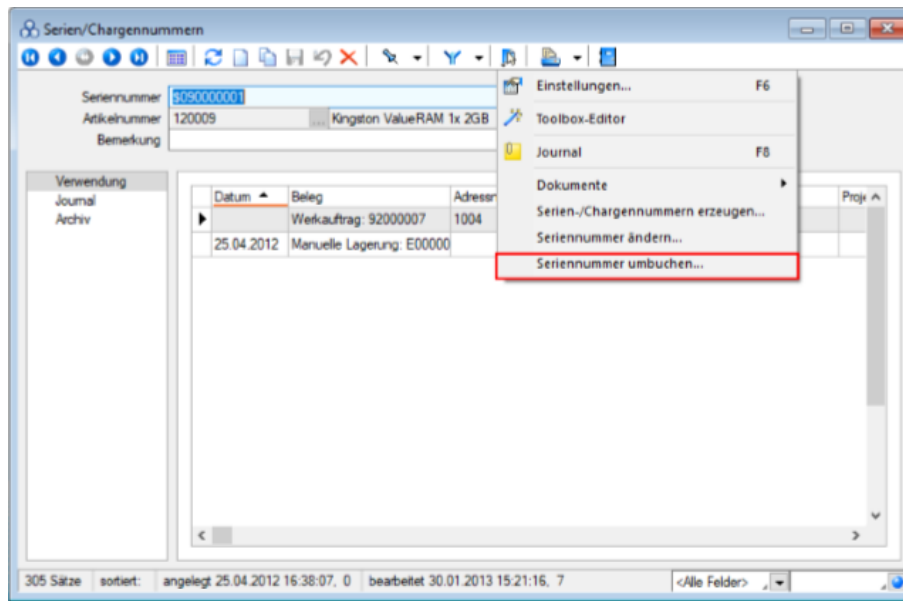 Serien/Chargennummern
Seriennummer S090000001
Artikelnummer 120009 ... Kingston ValueRAM 1x 2GB
Bemerkung
Einstellungen... F6
Toolbox-Editor
Journal F8
Dokumente
Serien-/Chargennummern erzeugen...
Seriennummer ändern...
Seriennummer umbuchen...
Verwendung
Journal
Archiv
Datum Beleg Adressnr Proje
Werkauftrag: 92000007 1004
25.04.2012 Manuelle Lagerung: E00000
305 Sätze sortiert: angelegt 25.04.2012 16:38:07, 0 bearbeitet 30.01.2013 15:21:16, 7 <Alle Felder>